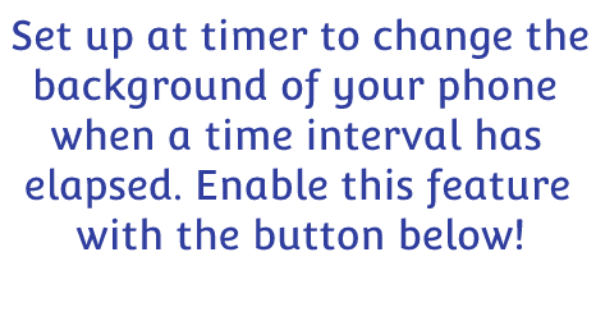 Set up at timer to change the
background of your phone
when a time interval has
elapsed. Enable this feature
with the button below!